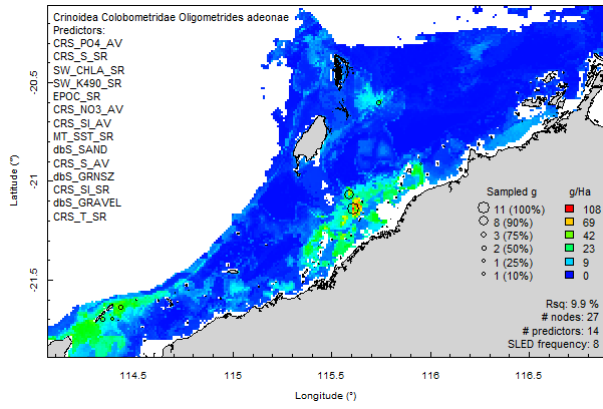 Crinoidea Colobometridae Oligometrides adeonae
Predictors:
CRS_PO4_AV
CRS_S_SR
SW_CHLA_SR
SW_K490_SR
EPOC_SR
CRS_NO3_AV
CRS_SI_AV
MT_SST_SR
dbS_SAND
CRS_S_AV
dbS_GRNSZ
CRS_SI_SR
dbS_GRAVEL
CRS_T_SR
Latitude (°)
-20.5
-21
-21.5
Sampled g g/Ha
11 (100%) 108
8 (90%) 69
3 (75%) 42
2 (50%) 23
1 (25%) 9
1 (10%) 0
Rsq: 9.9 %
# nodes: 27
# predictors: 14
SLED frequency: 8
114.5 115 115.5 116 116.5
Longitude (°)